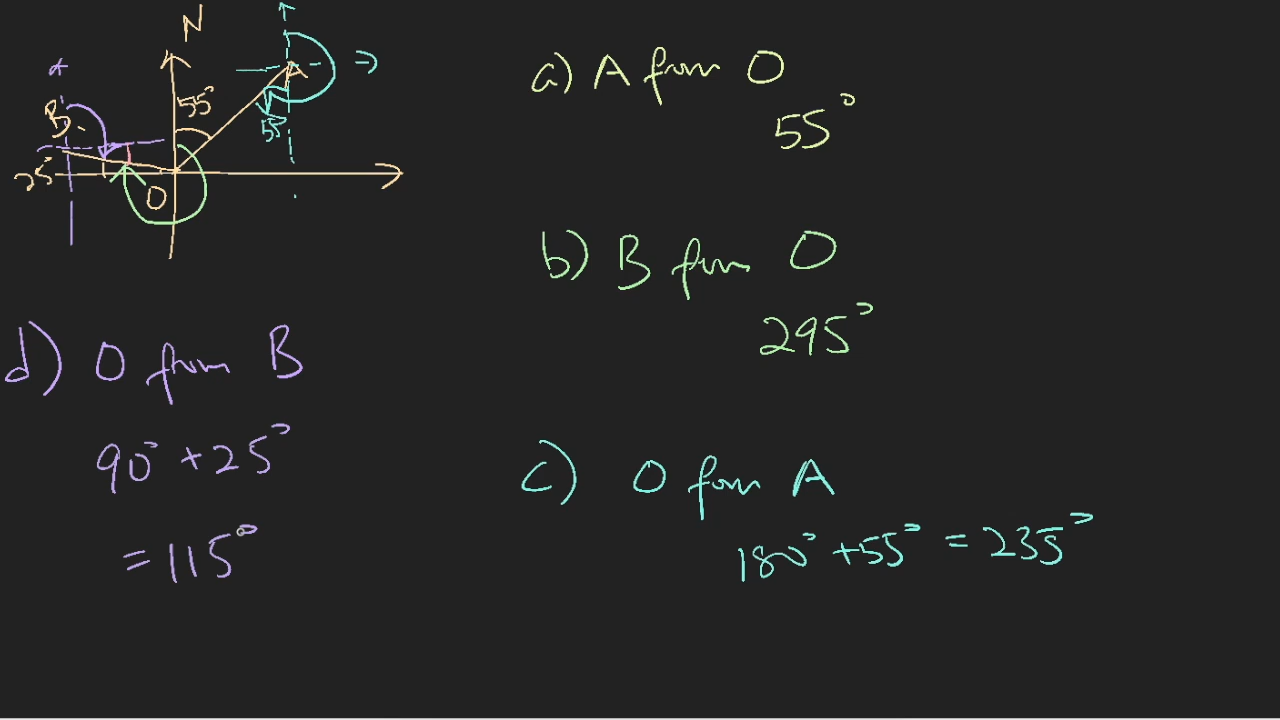 N
A
55°
55°
B
25°
O
a) A from O
55°
b) B from O
295°
d) O from B
90° + 25°
= 115°
c) O from A
180° + 55° = 235°